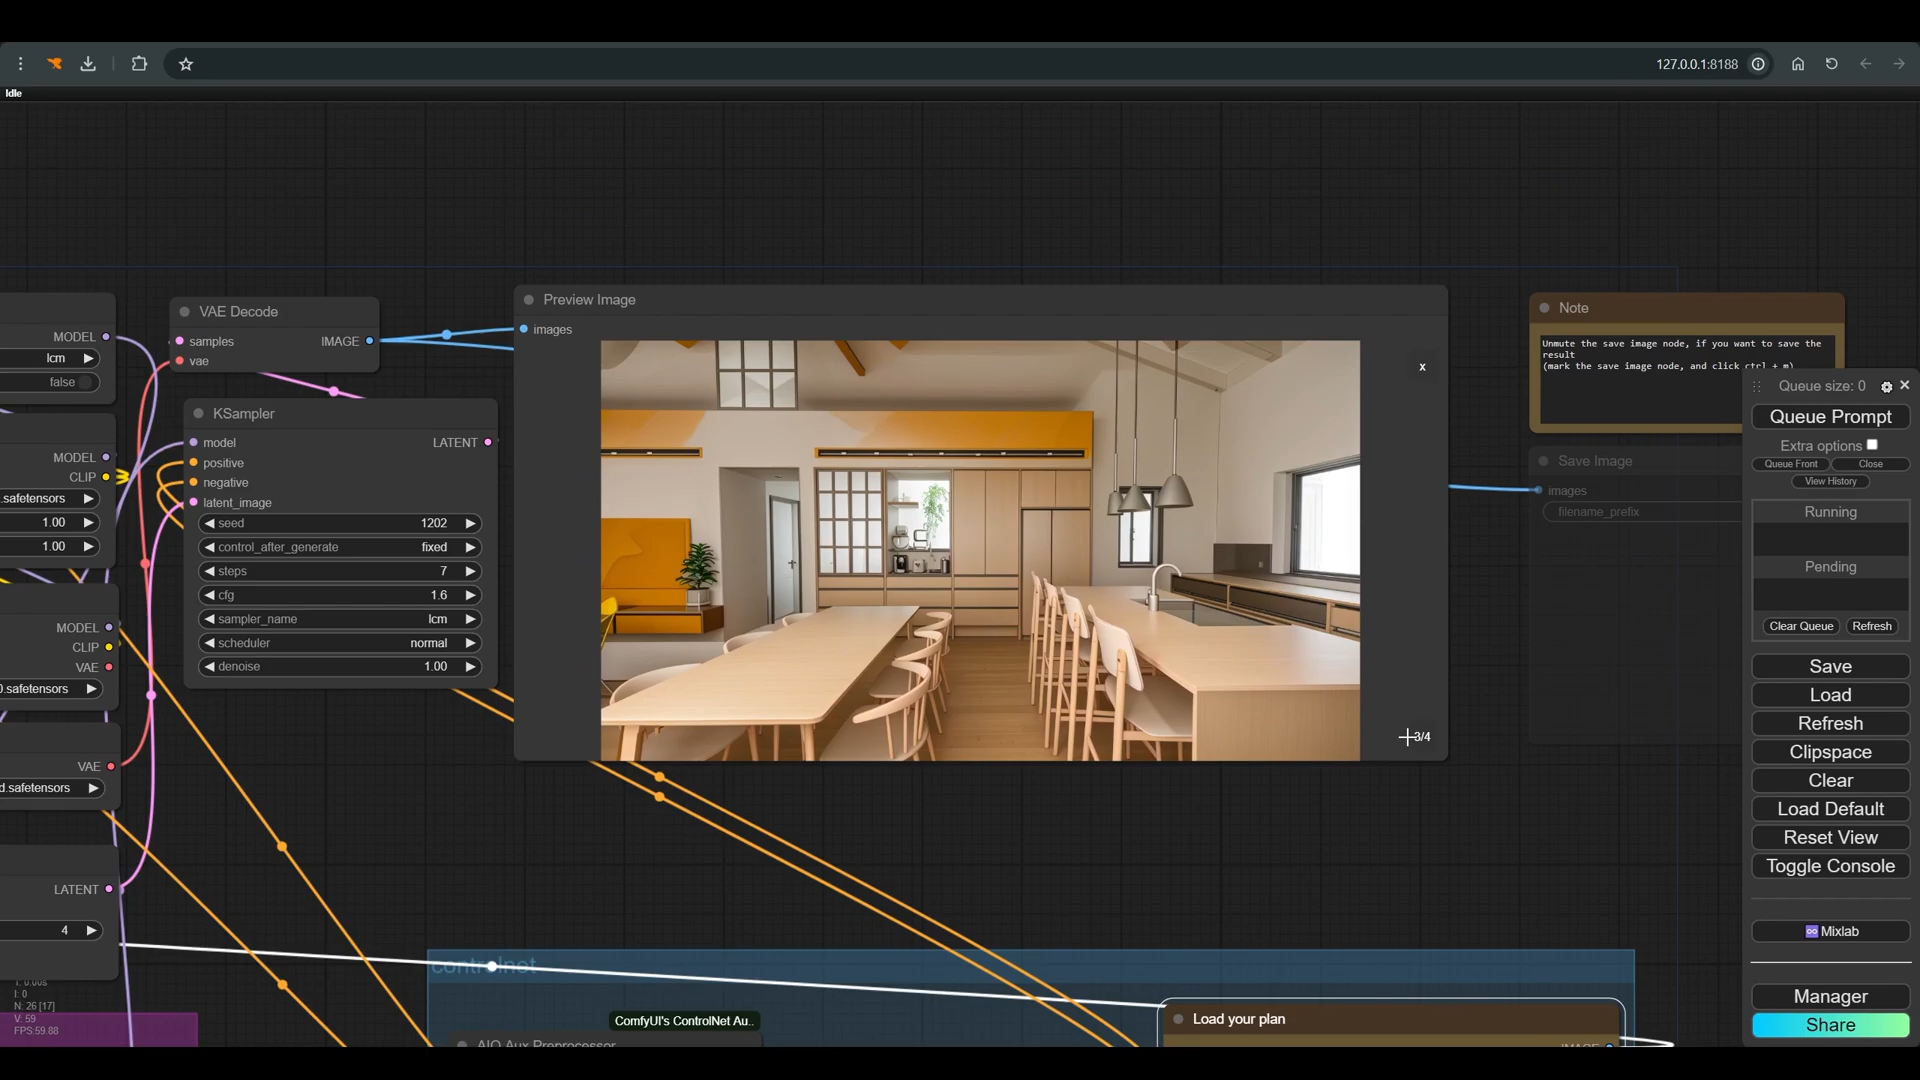 127.0.0.1:8188
Idle
MODEL
lcm
false
MODEL
CLIP
.safetensors
1.00
1.00
MODEL
CLIP
VAE
0.safetensors
VAE
d.safetensors
LATENT
4
I: 0
N: 26 [17]
V: 59
FPS:59.88
VAE Decode
samples
IMAGE
vae
KSampler
model
LATENT
positive
negative
latent_image
seed 1202
control_after_generate fixed
steps 7
cfg 1.6
sampler_name lcm
scheduler normal
denoise 1.00
Preview Image
images
x
3/4
Note
Unmute the save image node, if you want to save the
result
(mark the save image node, and click ctrl + m)
Save Image
images
filename_prefix
Queue size: 0
Queue Prompt
Extra options
Queue Front
Close
View History
Running
Pending
Clear Queue
Refresh
Save
Load
Refresh
Clipspace
Clear
Load Default
Reset View
Toggle Console
Mixlab
Manager
Share
controlnet
ComfyUI's ControlNet Au..
AIO Aux Preprocessor
Load your plan
IMAGE